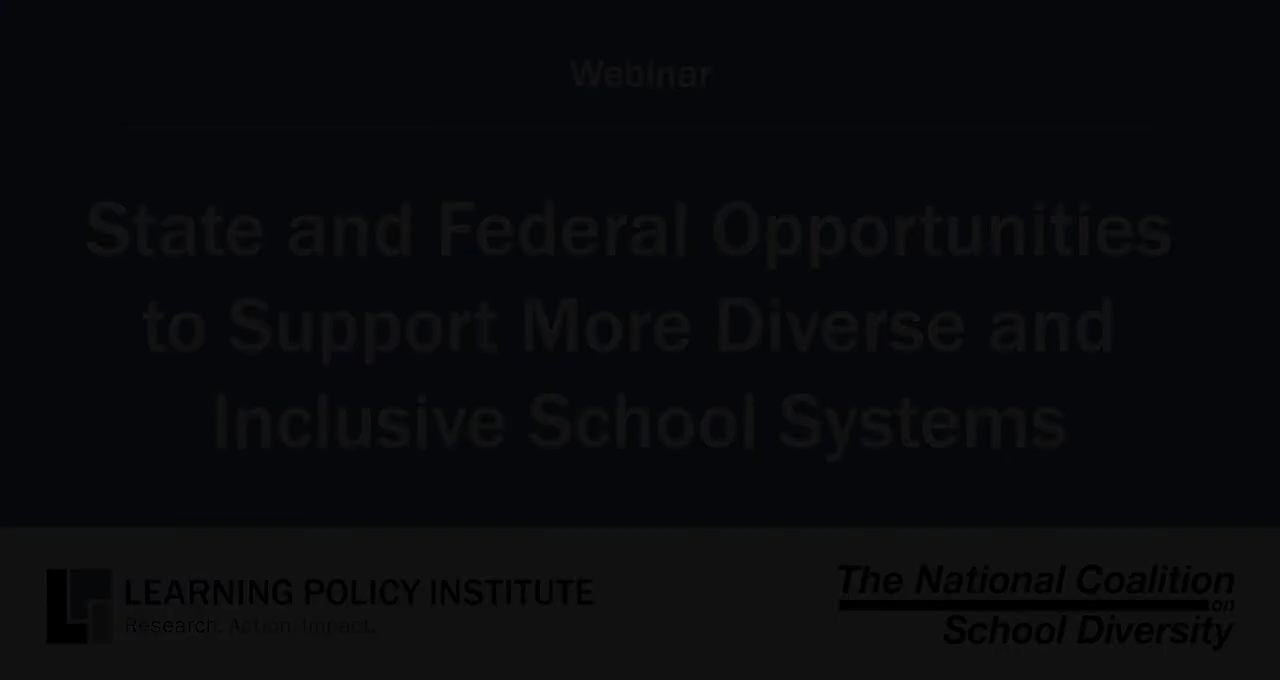 Webinar
State and Federal Opportunities
to Support More Diverse and
Inclusive School Systems
LEARNING POLICY INSTITUTE
Research. Action. Impact.
The National Coalition
on
School Diversity